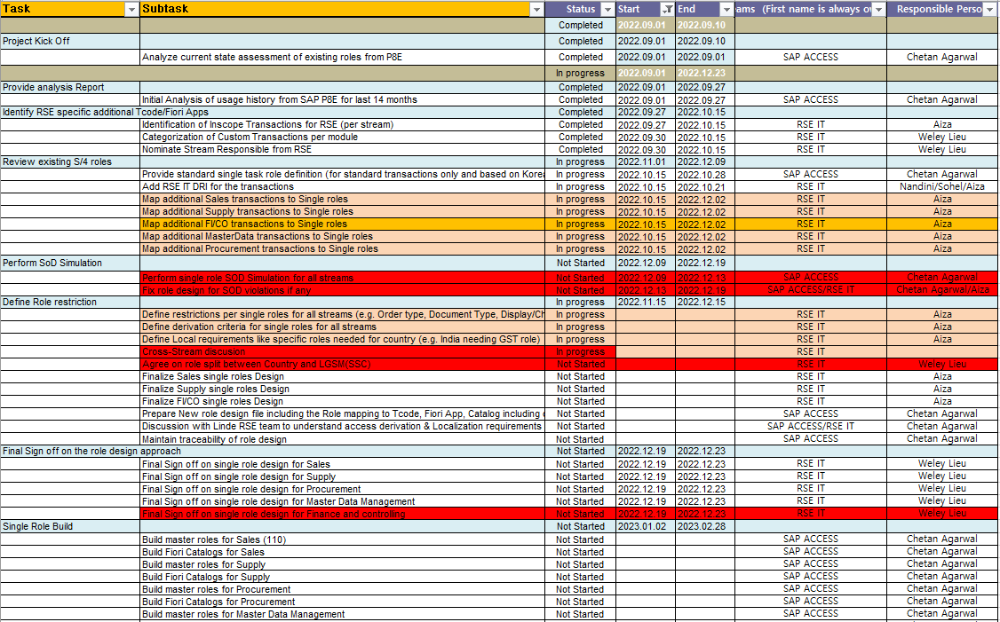 Task Subtask Status Start End ams (First name is always o Responsible Perso
Completed 2022.09.01 2022.09.10
Project Kick Off Completed 2022.09.01 2022.09.10
Analyze current state assessment of existing roles from P8E Completed 2022.09.01 2022.09.01 SAP ACCESS Chetan Agarwal
In progress 2022.09.01 2022.12.23
Provide analysis Report Completed 2022.09.01 2022.09.27
Initial Analysis of usage history from SAP P8E for last 14 months Completed 2022.09.01 2022.09.27 SAP ACCESS Chetan Agarwal
Identify RSE specific additional Tcode/Fiori Apps Completed 2022.09.27 2022.10.15
Identification of Inscope Transactions for RSE (per stream) Completed 2022.09.27 2022.10.15 RSE IT Aiza
Categorization of Custom Transactions per module Completed 2022.09.30 2022.10.15 RSE IT Weley Lieu
Nominate Stream Responsible from RSE Completed 2022.09.30 2022.10.15 RSE IT Weley Lieu
Review existing S/4 roles In progress 2022.11.01 2022.12.09
Provide standard single task role definition (for standard transactions only and based on Korea In progress 2022.10.15 2022.10.28 SAP ACCESS Chetan Agarwal
Add RSE IT DRI for the transactions In progress 2022.10.15 2022.10.21 RSE IT Nandini/Sohel/Aiza
Map additional Sales transactions to Single roles In progress 2022.10.15 2022.12.02 RSE IT Aiza
Map additional Supply transactions to Single roles In progress 2022.10.15 2022.12.02 RSE IT Aiza
Map additional FI/CO transactions to Single roles In progress 2022.10.15 2022.12.02 RSE IT Aiza
Map additional MasterData transactions to Single roles In progress 2022.10.15 2022.12.02 RSE IT Aiza
Map additional Procurement transactions to Single roles In progress 2022.10.15 2022.12.02 RSE IT Aiza
Perform SoD Simulation Not Started 2022.12.09 2022.12.19
Perform single role SOD Simulation for all streams Not Started 2022.12.09 2022.12.13 SAP ACCESS Chetan Agarwal
Fix role design for SOD violations if any Not Started 2022.12.13 2022.12.19 SAP ACCESS/RSE IT Chetan Agarwal/Aiza
Define Role restriction In progress 2022.11.15 2022.12.15
Define restrictions per single roles for all streams (e.g. Order type, Document Type, Display/Ch In progress RSE IT Aiza
Define derivation criteria for single roles for all streams In progress RSE IT Aiza
Define Local requirements like specific roles needed for country (e.g. India needing GST role) In progress RSE IT Aiza
Cross-Stream discusion In progress RSE IT
Agree on role split between Country and LGSM(SSC) Not Started RSE IT Weley Lieu
Finalize Sales single roles Design Not Started RSE IT Aiza
Finalize Supply single roles Design Not Started RSE IT Aiza
Finalize FI/CO single roles Design Not Started RSE IT Aiza
Prepare New role design file including the Role mapping to Tcode, Fiori App, Catalog including Not Started SAP ACCESS Chetan Agarwal
Discussion with Linde RSE team to understand access derivation & Localization requirements Not Started SAP ACCESS/RSE IT Chetan Agarwal
Maintain traceability of role design Not Started SAP ACCESS Chetan Agarwal
Final Sign off on the role design approach Not Started 2022.12.19 2022.12.23
Final Sign off on single role design for Sales Not Started 2022.12.19 2022.12.23 RSE IT Weley Lieu
Final Sign off on single role design for Supply Not Started 2022.12.19 2022.12.23 RSE IT Weley Lieu
Final Sign off on single role design for Procurement Not Started 2022.12.19 2022.12.23 RSE IT Weley Lieu
Final Sign off on single role design for Master Data Management Not Started 2022.12.19 2022.12.23 RSE IT Weley Lieu
Final Sign off on single role design for Finance and controlling Not Started 2022.12.19 2022.12.23 RSE IT Weley Lieu
Single Role Build Not Started 2023.01.02 2023.02.28
Build master roles for Sales (110) Not Started SAP ACCESS Chetan Agarwal
Build Fiori Catalogs for Sales Not Started SAP ACCESS Chetan Agarwal
Build master roles for Supply Not Started SAP ACCESS Chetan Agarwal
Build Fiori Catalogs for Supply Not Started SAP ACCESS Chetan Agarwal
Build master roles for Procurement Not Started SAP ACCESS Chetan Agarwal
Build Fiori Catalogs for Procurement Not Started SAP ACCESS Chetan Agarwal
Build master roles for Master Data Management Not Started SAP ACCESS Chetan Agarwal